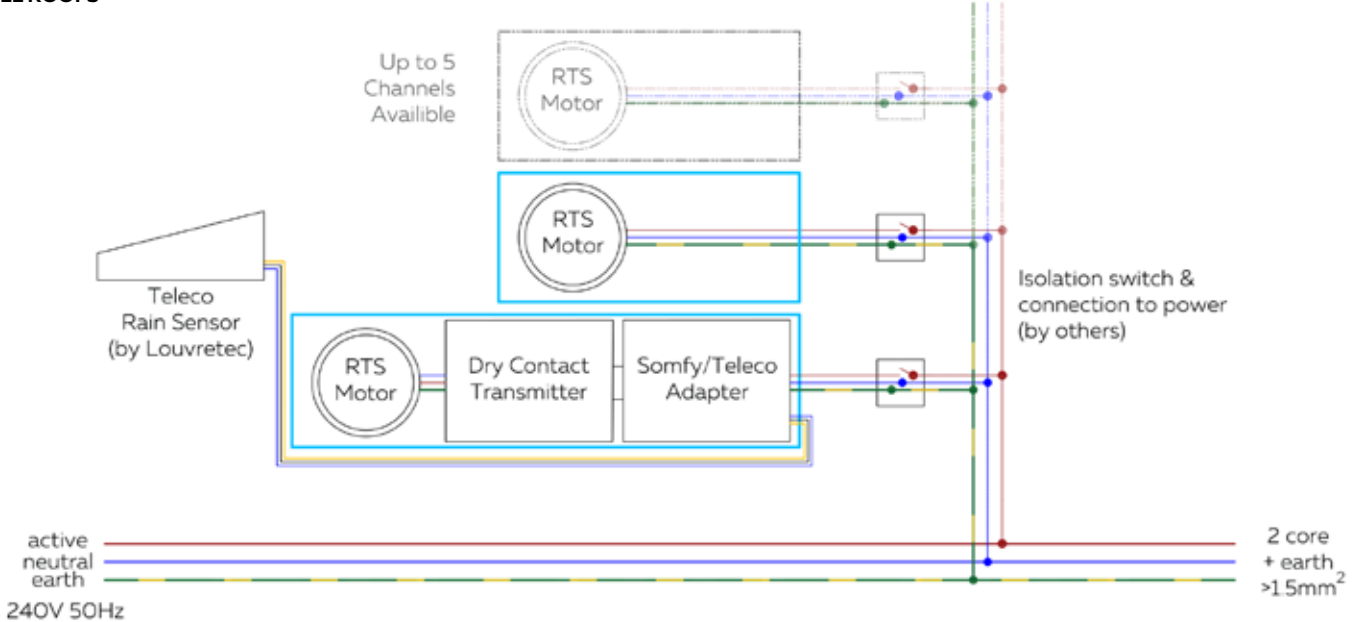 Up to 5
Channels
Availible
RTS
Motor
RTS
Motor
Teleco
Rain Sensor
(by Louvretec)
RTS
Motor
Dry Contact
Transmitter
Somfy/Teleco
Adapter
Isolation switch &
connection to power
(by others)
active
neutral
earth
240V 50Hz
2 core
+ earth
>1.5mm²